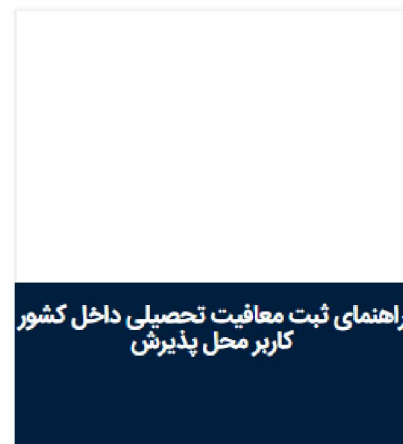 راهنمای ثبت معافیت تحصیلی داخل کشور
کاربر محل پذیرش